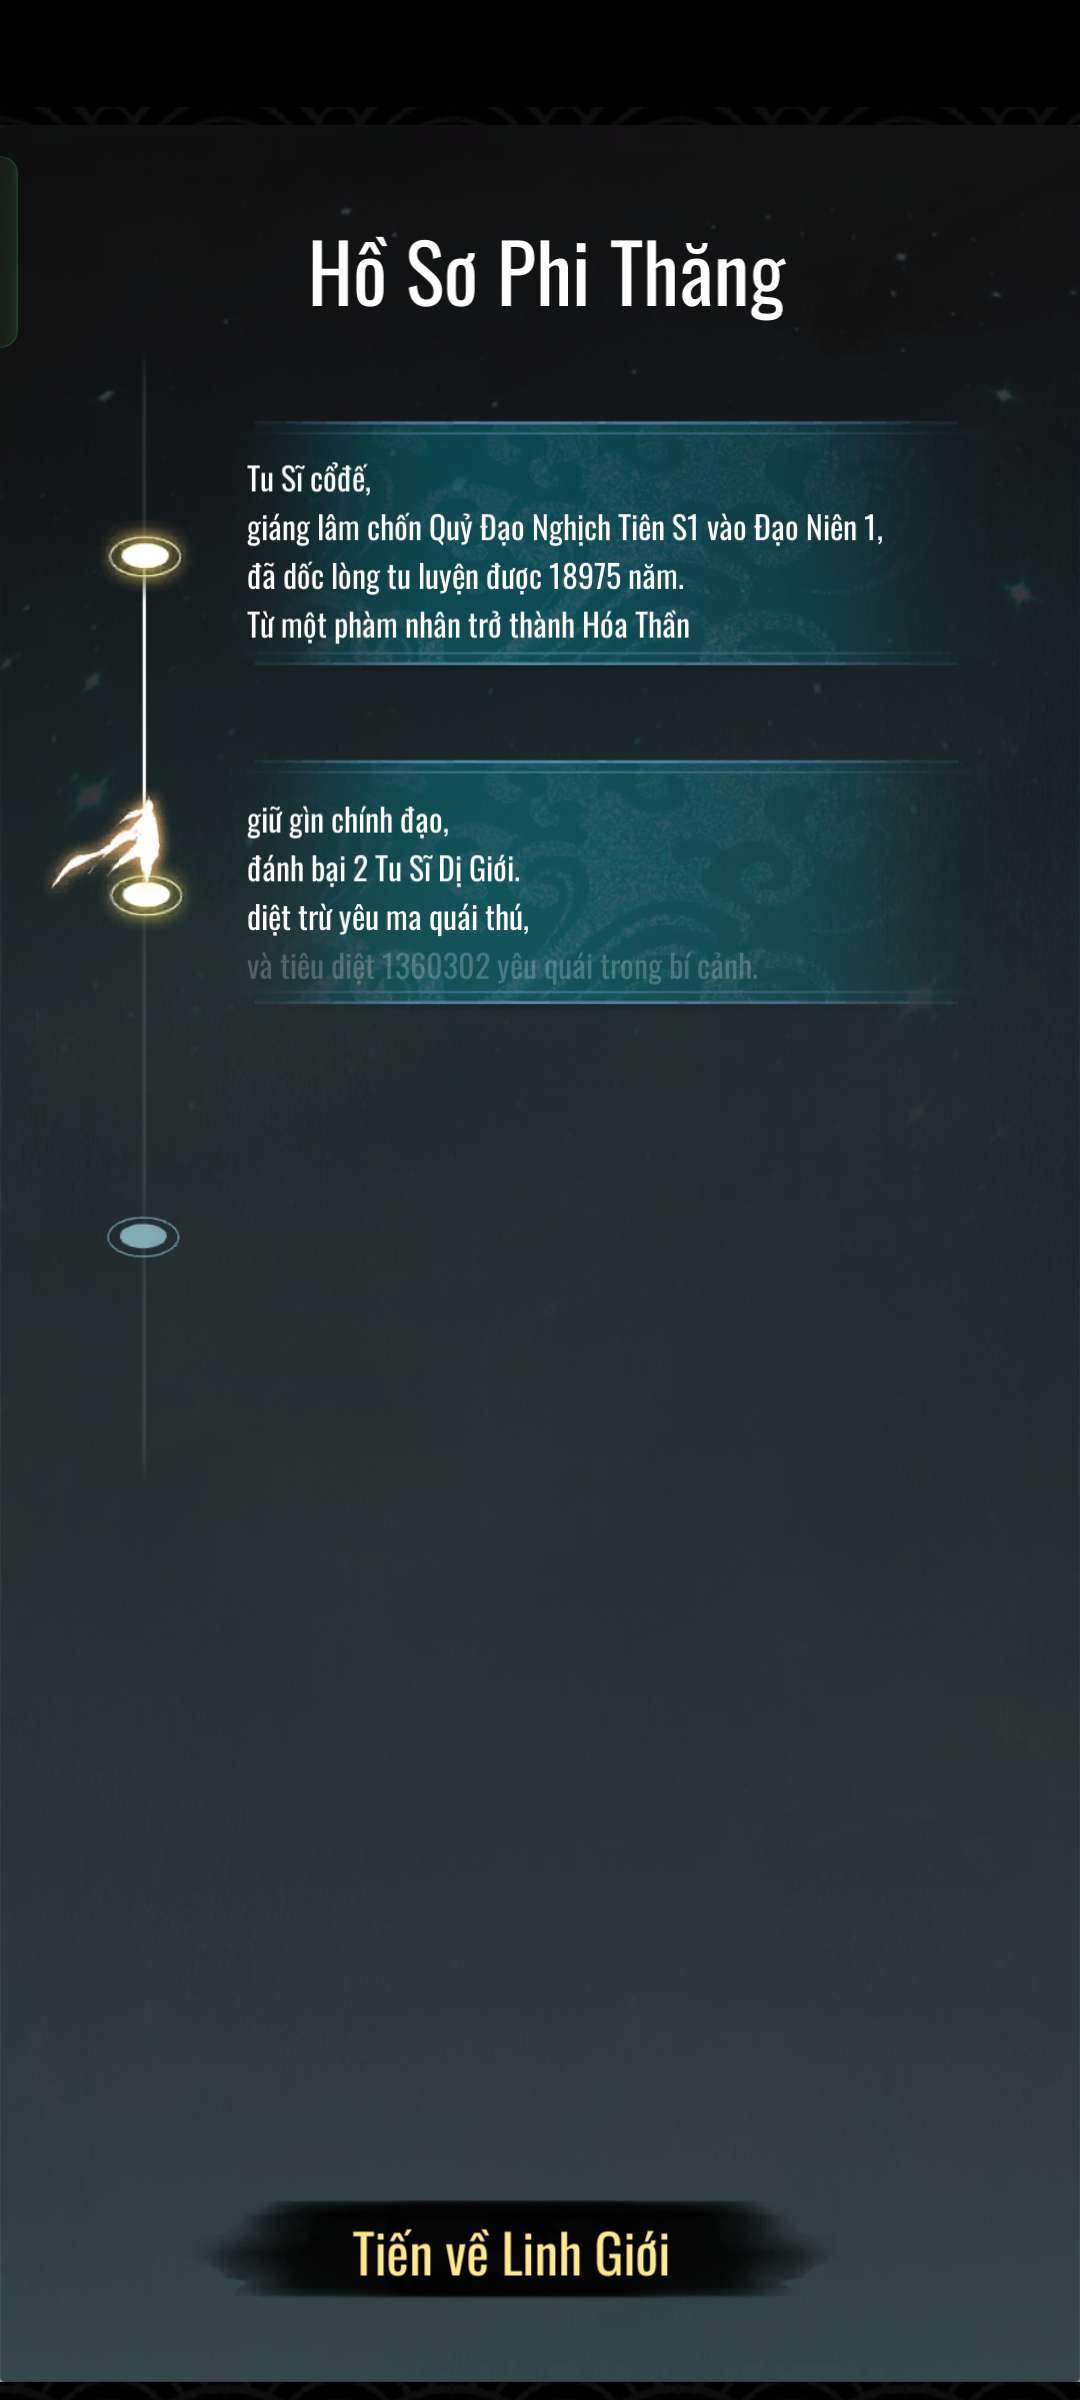 Hồ Sơ Phi Thăng
Tu Sĩ cổđế,
giáng lâm chốn Quỷ Đạo Nghịch Tiên S1 vào Đạo Niên 1,
đã dốc lòng tu luyện được 18975 năm.
Từ một phàm nhân trở thành Hóa Thần
giữ gìn chính đạo,
đánh bại 2 Tu Sĩ Dị Giới.
diệt trừ yêu ma quái thú,
và tiêu diệt 1360302 yêu quái trong bí cảnh.
Tiến về Linh Giới